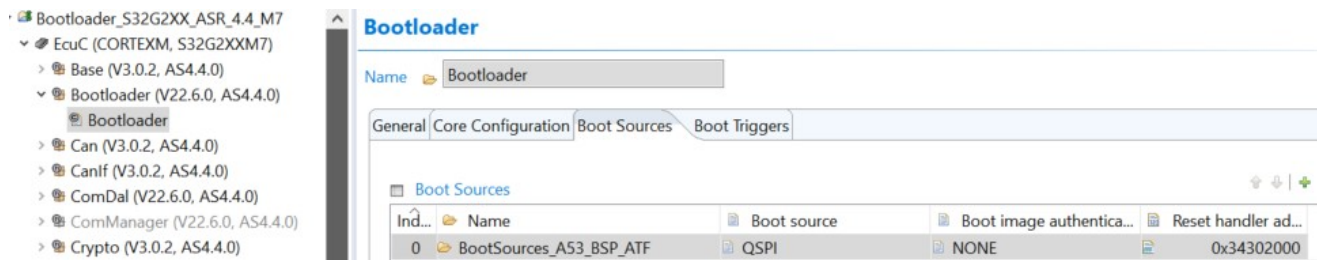 Bootloader_S32G2XX_ASR_4.4_M7
EcuC (CORTEXM, S32G2XXM7)
Base (V3.0.2, AS4.4.0)
Bootloader (V22.6.0, AS4.4.0)
Bootloader
Can (V3.0.2, AS4.4.0)
CanIf (V3.0.2, AS4.4.0)
ComDal (V22.6.0, AS4.4.0)
ComManager (V22.6.0, AS4.4.0)
Crypto (V3.0.2, AS4.4.0)
Bootloader
Name Bootloader
General Core Configuration Boot Sources Boot Triggers
Boot Sources
Ind... Name Boot source Boot image authentica... Reset handler ad...
0 BootSources_A53_BSP_ATF QSPI NONE 0x34302000